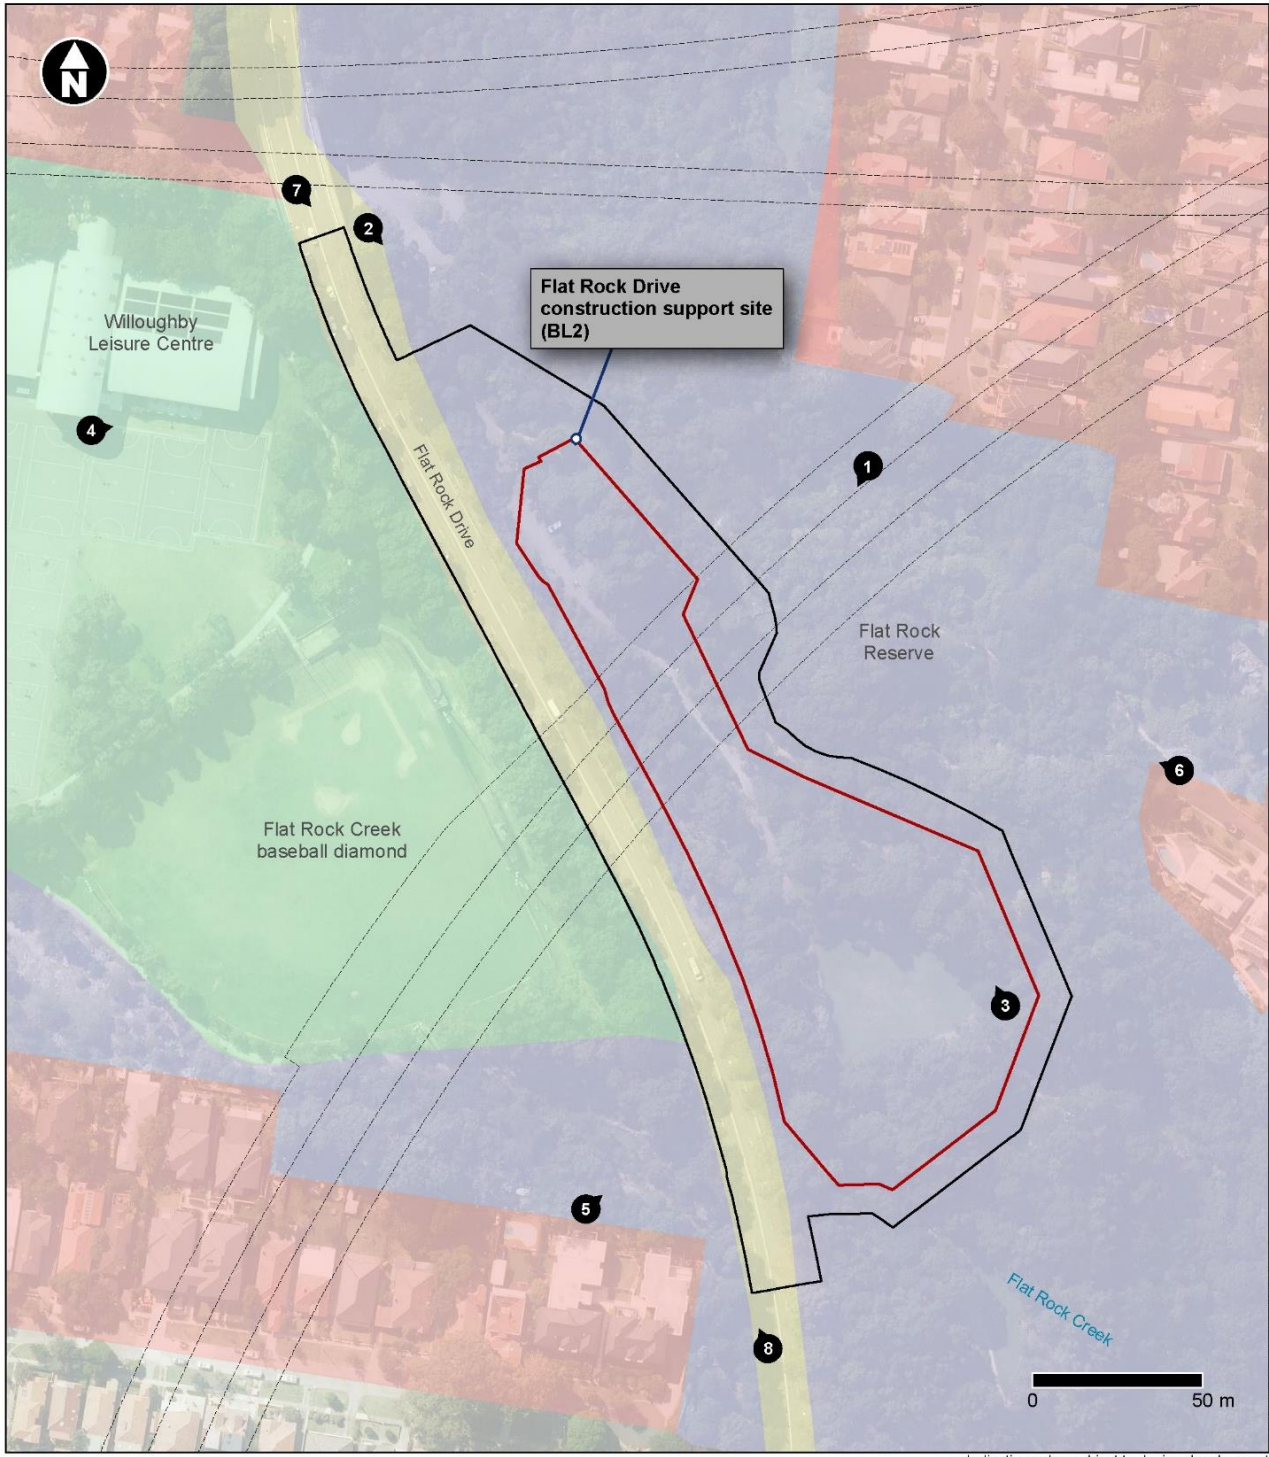 N
7
2
Flat Rock Drive
construction support site
(BL2)
Willoughby
Leisure Centre
4
Flat Rock Drive
1
Flat Rock
Reserve
6
Flat Rock Creek
baseball diamond
3
5
Flat Rock Creek
8
0 50 m